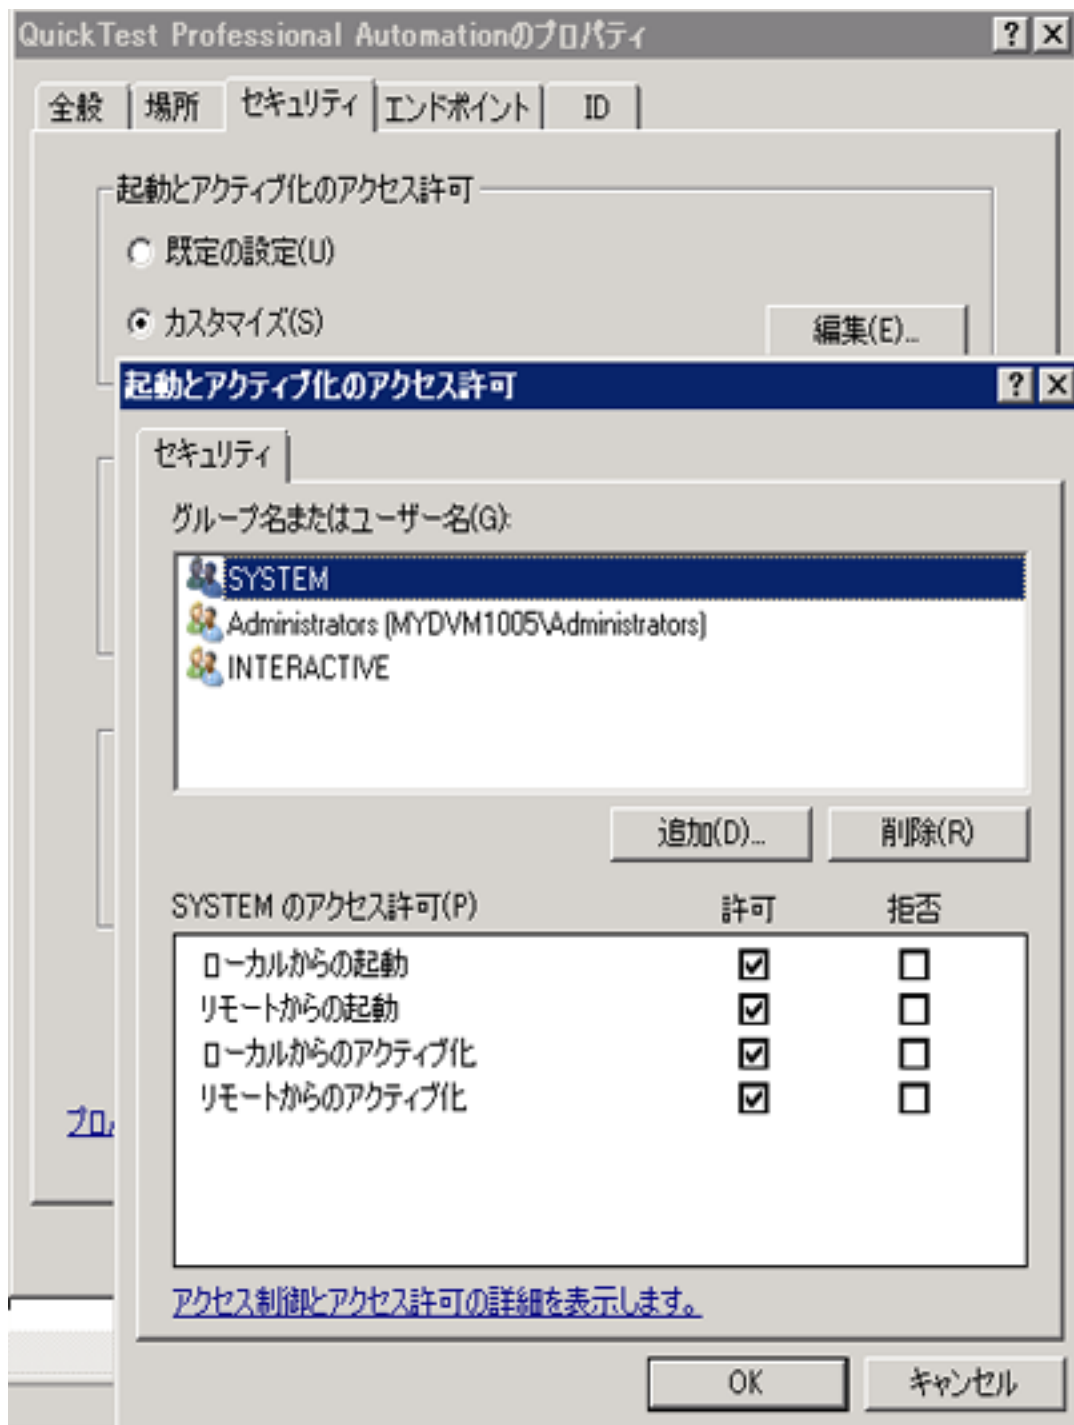 QuickTest Professional Automationのプロパティ
全般 場所 セキュリティ エンドポイント ID
起動とアクティブ化のアクセス許可
既定の設定(U)
カスタマイズ(S)
編集(E)...
起動とアクティブ化のアクセス許可
セキュリティ
グループ名またはユーザー名(G):
SYSTEM
Administrators (MYDVM1005\Administrators)
INTERACTIVE
追加(D)... 削除(R)
SYSTEM のアクセス許可(P) 許可 拒否
ローカルからの起動
リモートからの起動
ローカルからのアクティブ化
リモートからのアクティブ化
アクセス制御とアクセス許可の詳細を表示します。
OK キャンセル